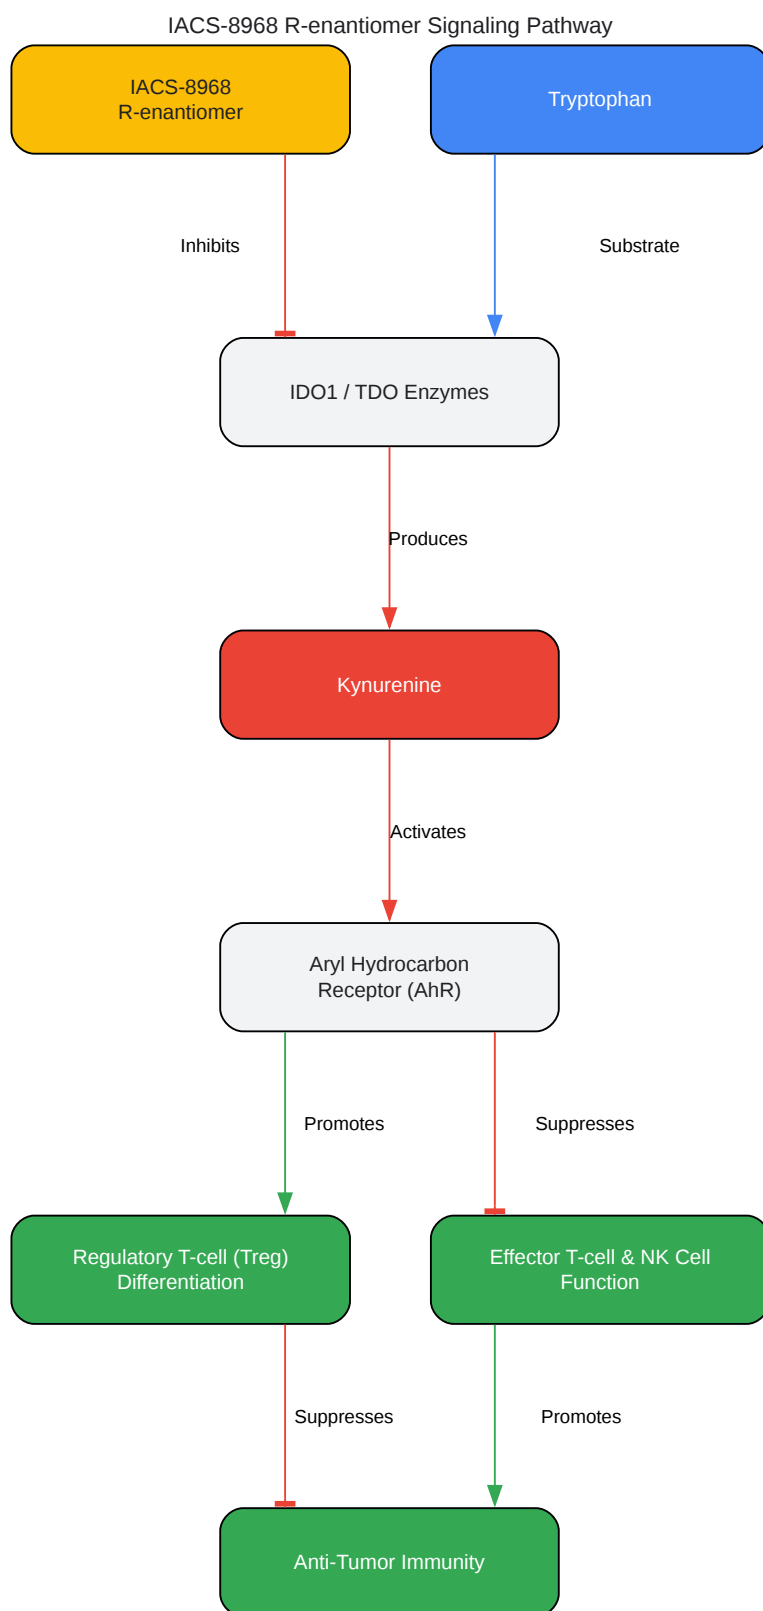 IACS-8968 R-enantiomer Signaling Pathway
IACS-8968
R-enantiomer
Tryptophan
Inhibits
Substrate
IDO1 / TDO Enzymes
Produces
Kynurenine
Activates
Aryl Hydrocarbon
Receptor (AhR)
Promotes
Suppresses
Regulatory T-cell (Treg)
Differentiation
Effector T-cell & NK Cell
Function
Suppresses
Promotes
Anti-Tumor Immunity